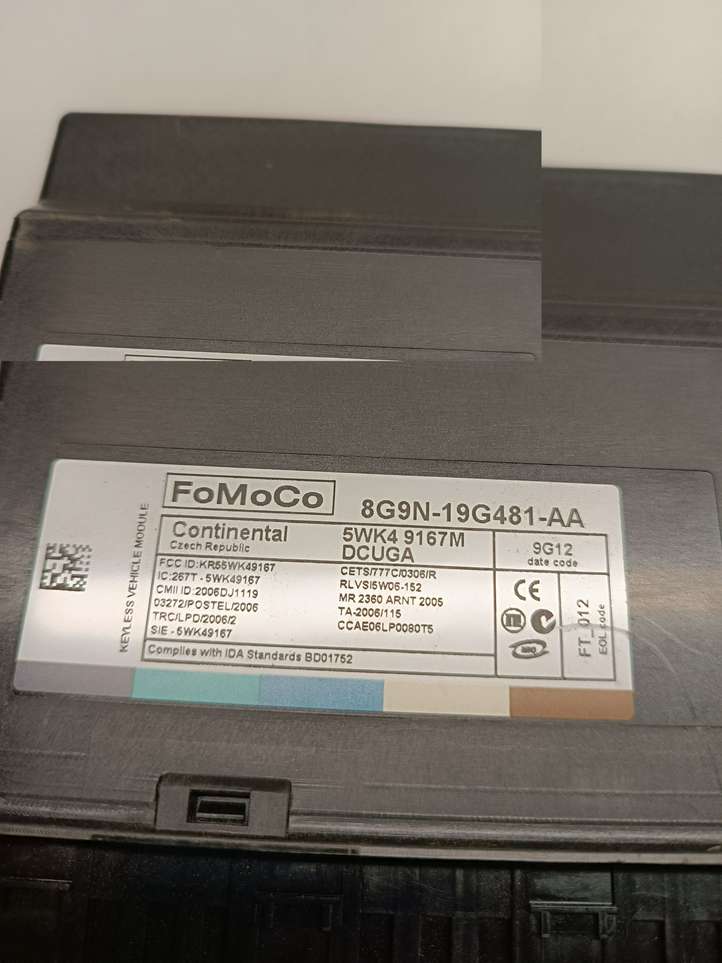 FoMoCo
8G9N-19G481-AA
Continental
Czech Republic
5WK4 9167M
DCUGA
9G12
date code
KEYLESS VEHICLE MODULE
FCC ID:KR55WK49167
IC:267T - 5WK49167
CMII ID:2006DJ1119
03272/POSTEL/2006
TRC/LPD/2006/2
SIE - 5WK49167
CETS/777C/0306/R
RLVSI5W06-152
MR 2360 ARNT 2005
TA-2006/115
CCAE06LP0080T5
CE
FT_012
EOL code
Complies with IDA Standards BD01752